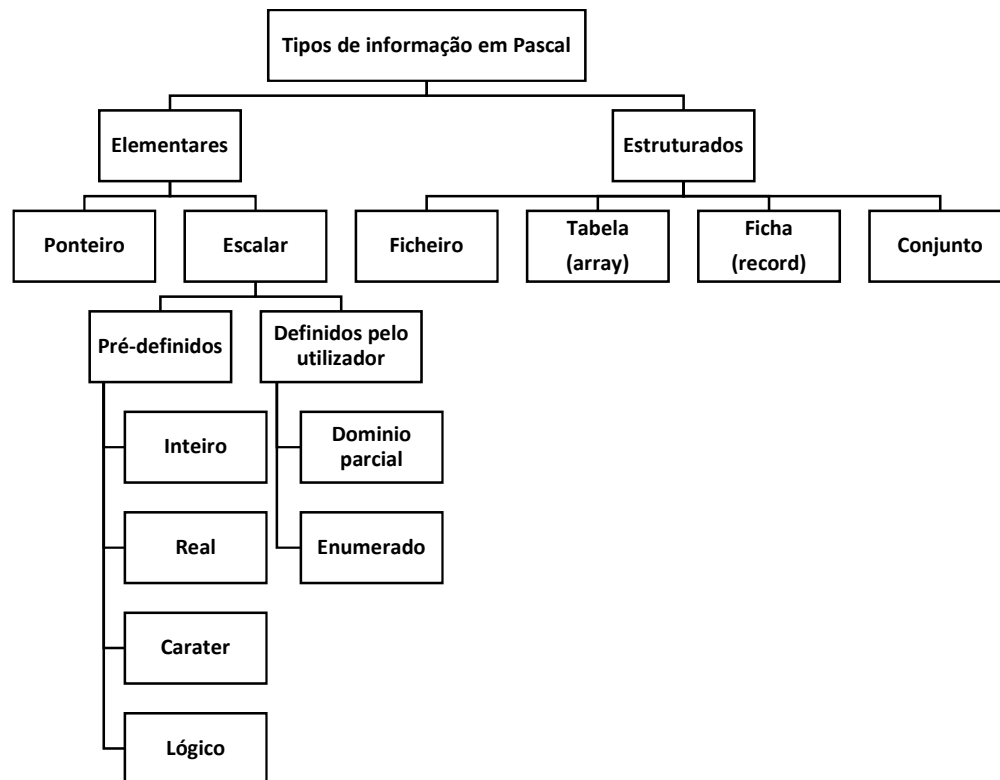 Tipos de informação em Pascal
Elementares
Estruturados
Ponteiro
Escalar
Ficheiro
Tabela
(array)
Ficha
(record)
Conjunto
Pré-definidos
Definidos pelo
utilizador
Inteiro
Dominio
parcial
Real
Enumerado
Carater
Lógico